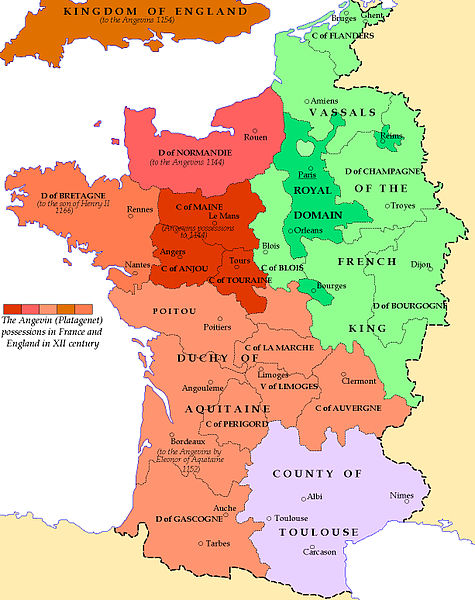 KINGDOM OF ENGLAND
(to the Angevins 1154)
Bruges
Ghent
C of FLANDERS
Amiens
VASSALS
Rouen
D of NORMANDIE
(to the Angevons 1144)
Reims
Paris
D of CHAMPAGNE
ROYAL
OF THE
DOMAIN
Troyes
D of BRETAGNE
(to the son of Henry II
1166)
Rennes
C of MAINE
Le Mans
(Angevins possessions
to 1144)
Orleans
Blois
Angers
Tours
Nantes
C of ANJOU
C of TOURAINE
C of BLOIS
FRENCH
Dijon
Bourges
D of BOURGOGNE
KING
The Angevin (Platagenet)
possessions in France and
England in XII century
POITOU
Poitiers
C of LA MARCHE
DUCHY OF
Limoges
Clermont
Angouleme
V of LIMOGES
AQUITAINE
C of AUVERGNE
C of PERIGORD
Bordeaux
(to the Angevins by
Eleonor of Aquitaine
1152)
COUNTY OF
Albi
Nimes
Auche
D of GASCOGNE
Toulouse
TOULOUSE
Tarbes
Carcason